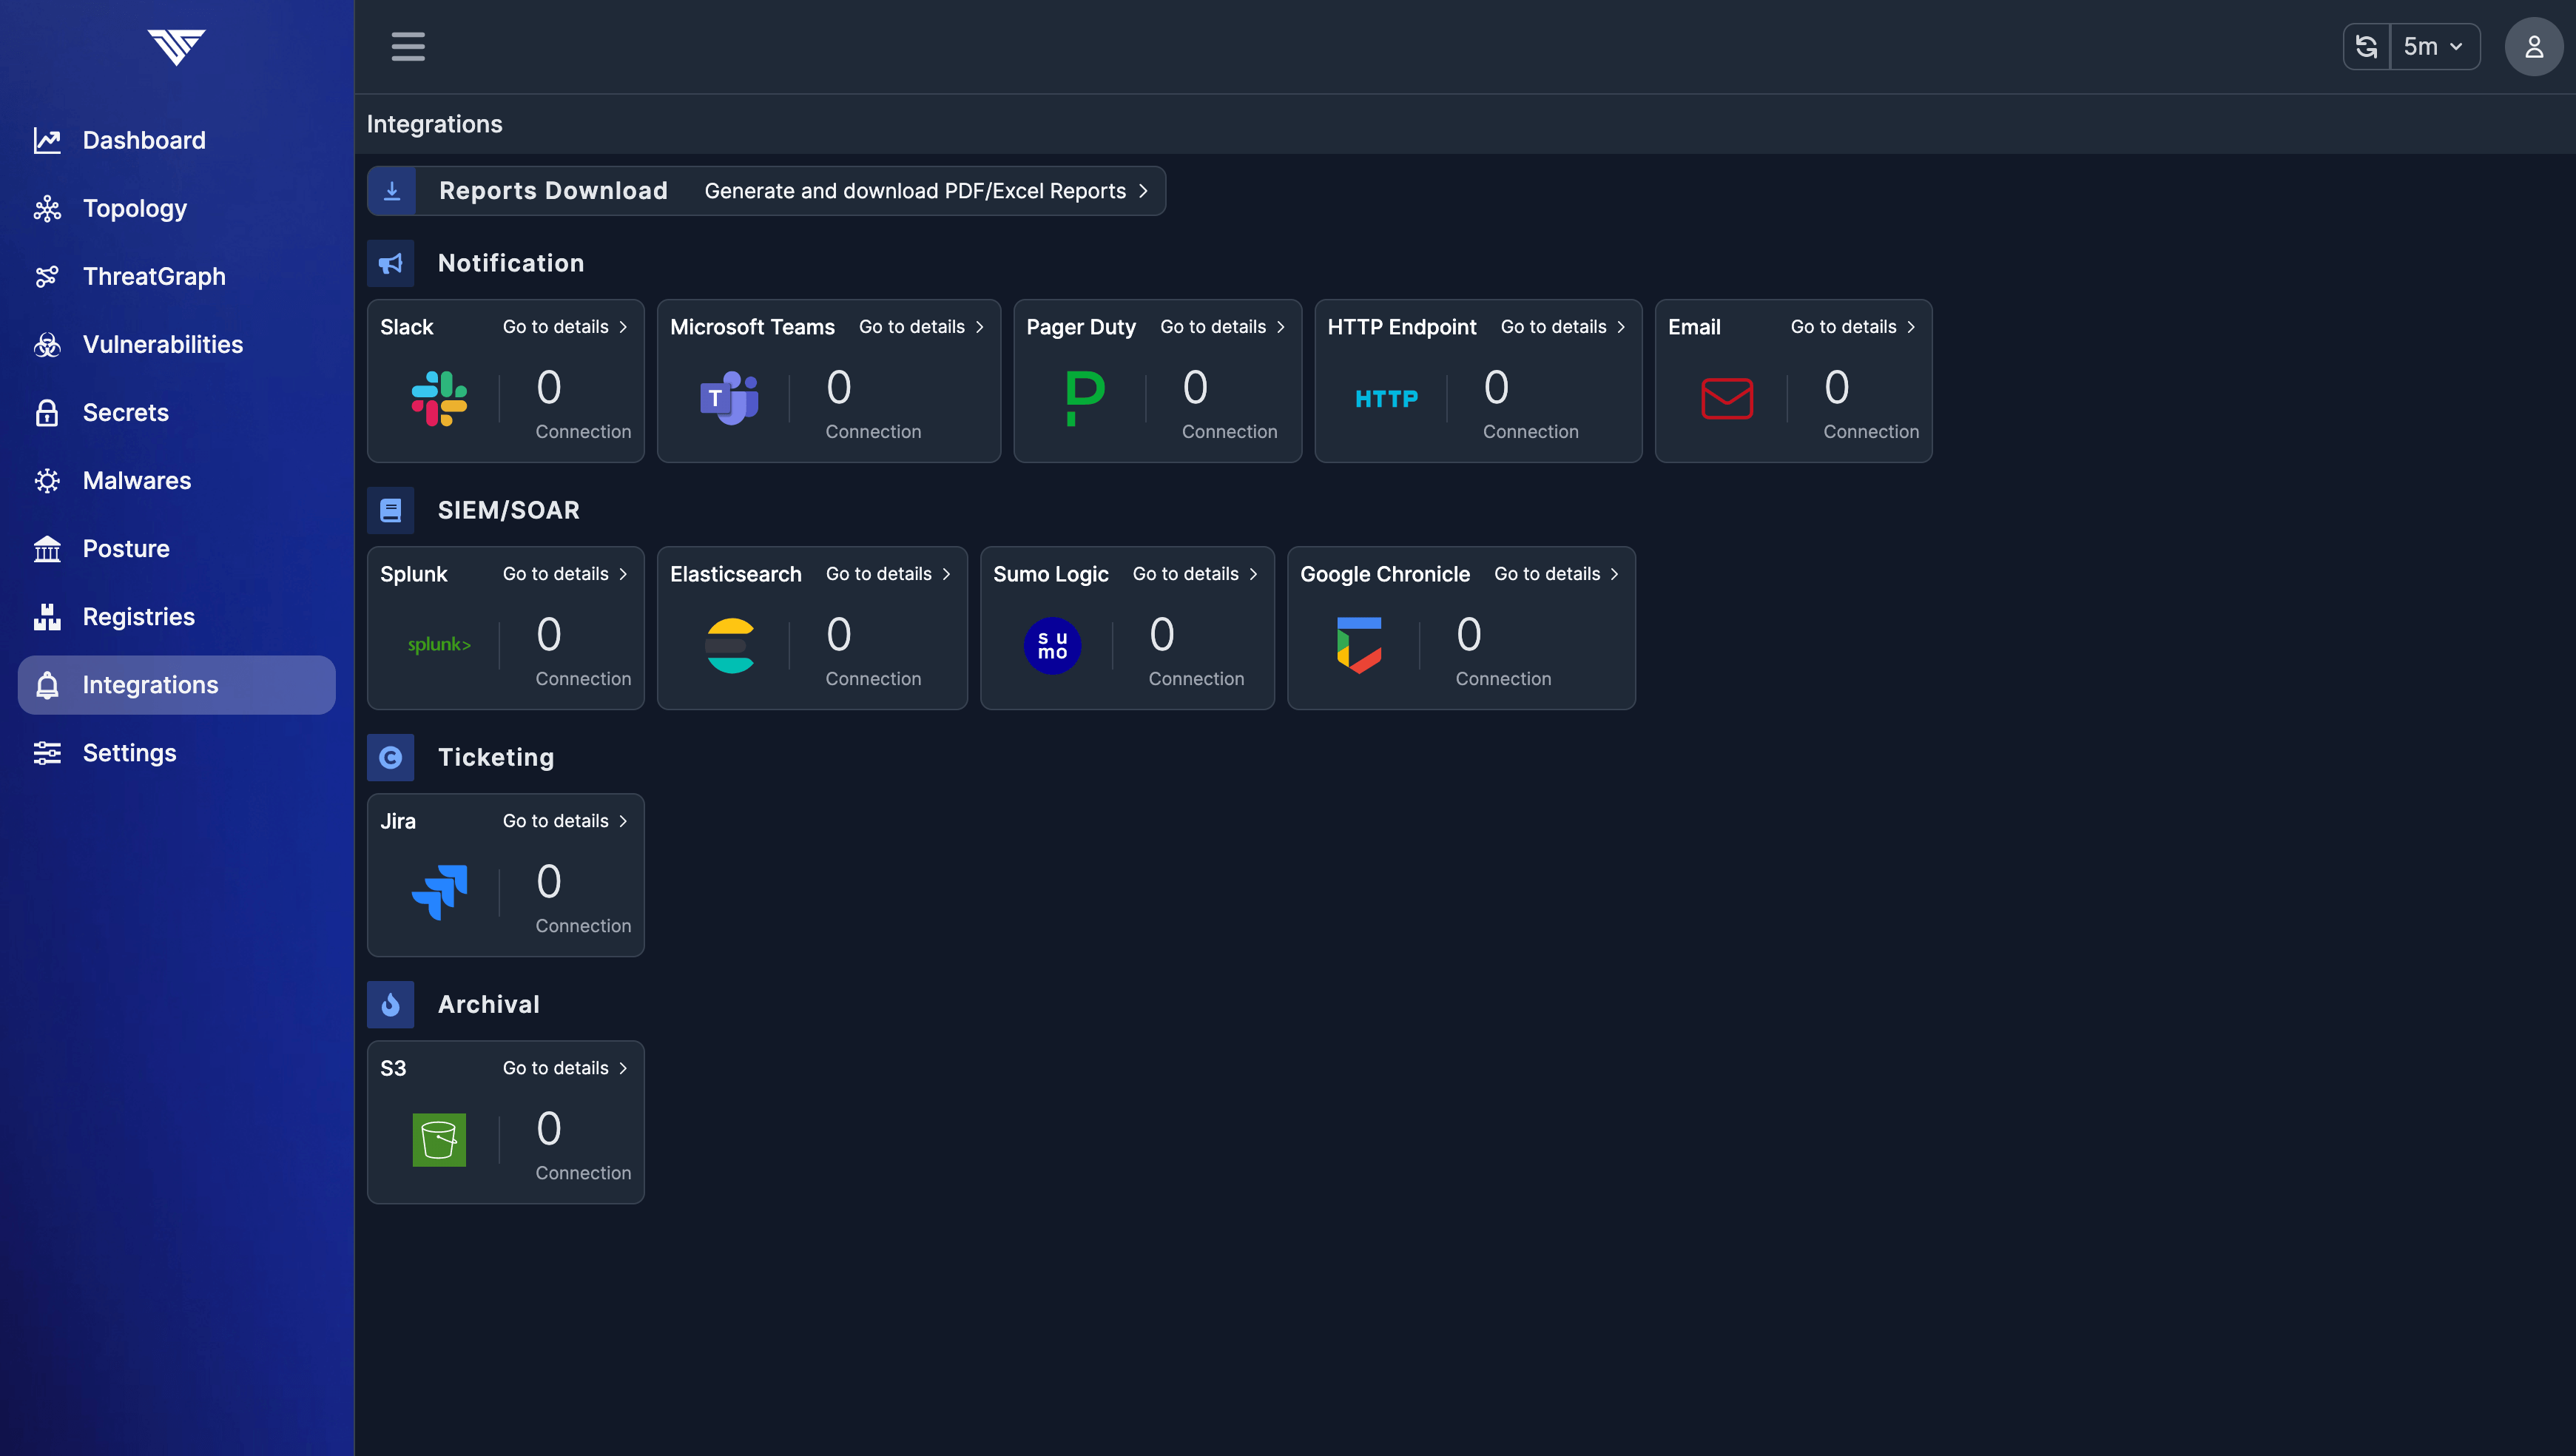 5m
Dashboard
Topology
ThreatGraph
Vulnerabilities
Secrets
Malwares
Posture
Registries
Integrations
Settings
Integrations
Reports Download Generate and download PDF/Excel Reports
Notification
Slack Go to details
0
Connection
Microsoft Teams Go to details
T
0
Connection
Pager Duty Go to details
P
0
Connection
HTTP Endpoint Go to details
HTTP
0
Connection
Email Go to details
0
Connection
SIEM/SOAR
Splunk Go to details
splunk>
0
Connection
Elasticsearch Go to details
0
Connection
Sumo Logic Go to details
su
mo
0
Connection
Google Chronicle Go to details
0
Connection
Ticketing
Jira Go to details
0
Connection
Archival
S3 Go to details
0
Connection